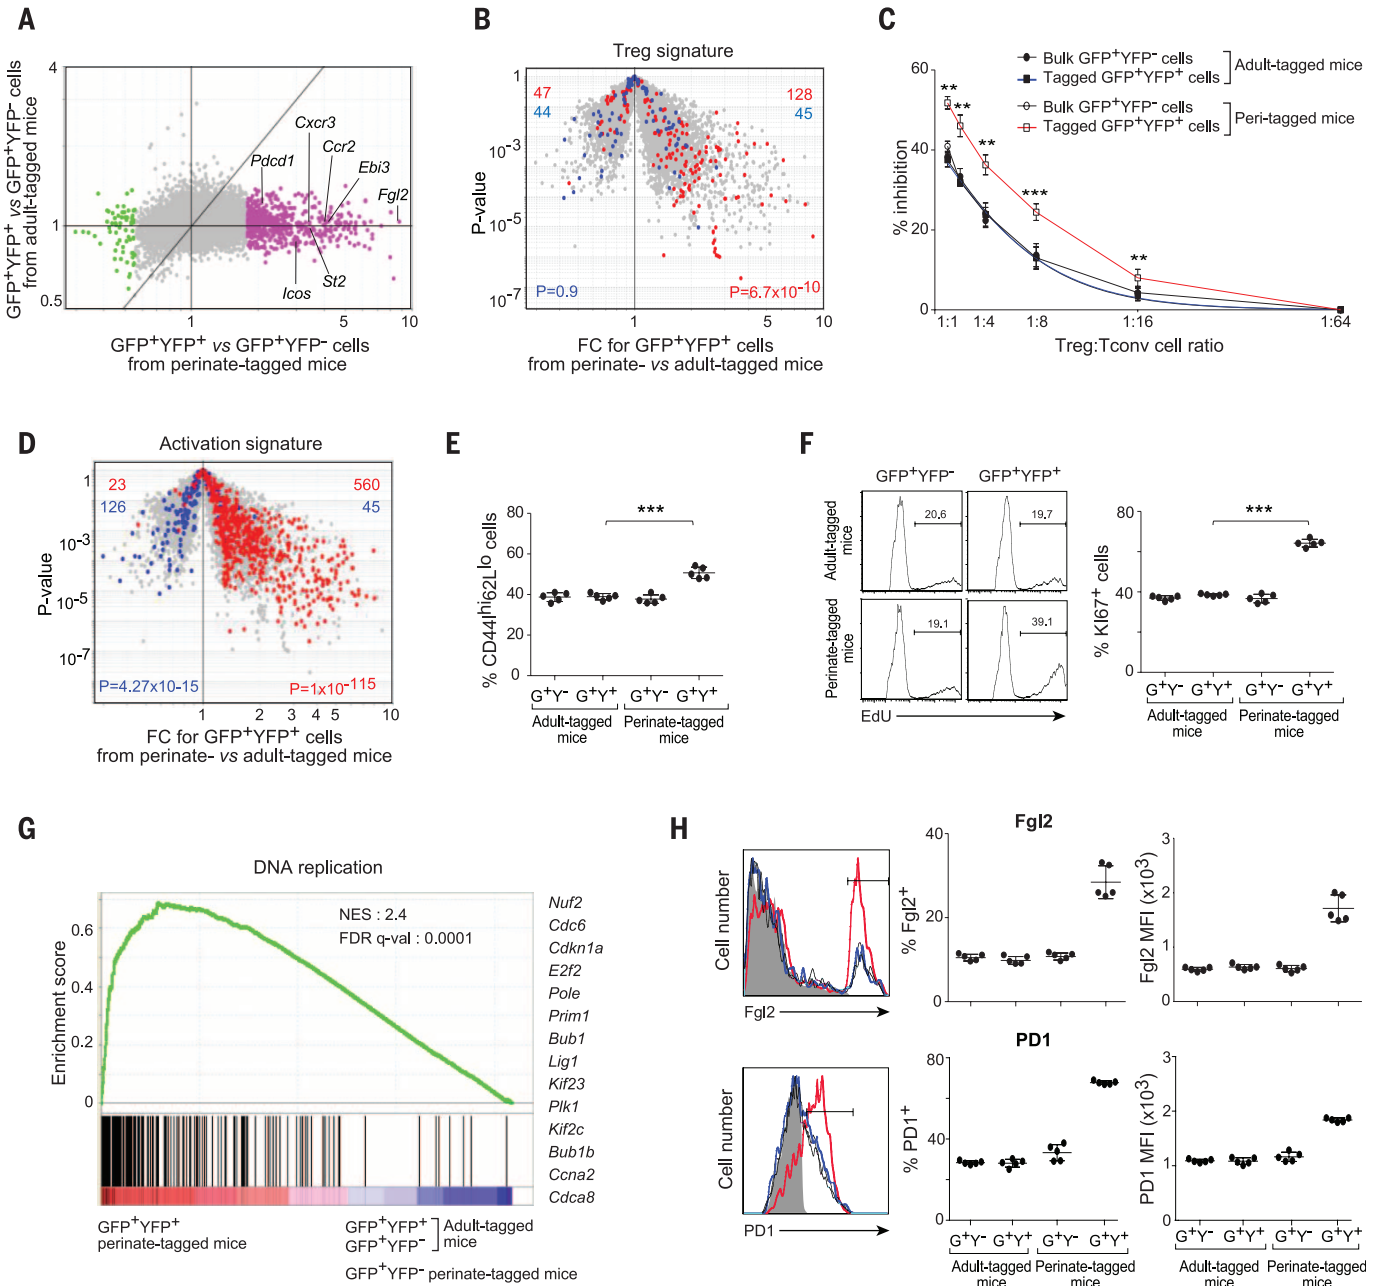 A
GFP+YFP+ vs GFP+YFP- cells
from adult-tagged mice
4
1
0.5
Cxcr3
Pdcd1
Ccr2
Ebi3
Fgl2
St2
Icos
1
5
10
GFP+YFP+ vs GFP+YFP- cells
from perinate-tagged mice
B
Treg signature
P-value
1
10-3
10-5
10-7
47
44
128
45
P=0.9
P=6.7x10-10
1
5
10
FC for GFP+YFP+ cells
from perinate- vs adult-tagged mice
C
Bulk GFP+YFP- cells
Tagged GFP+YFP+ cells
Adult-tagged mice
Bulk GFP+YFP- cells
Tagged GFP+YFP+ cells
Peri-tagged mice
% inhibition
60
40
20
0
**
**
**
***
**
1:1
1:4
1:8
1:16
1:64
Treg:Tconv cell ratio
D
Activation signature
P-value
1
10-3
10-5
10-7
23
126
560
45
P=4.27x10-15
P=1x10-115
1
2
3
4
5
10
FC for GFP+YFP+ cells
from perinate- vs adult-tagged mice
E
% CD44hi62Llo cells
80
60
40
20
0
***
G+Y-
G+Y+
G+Y-
G+Y+
Adult-tagged
mice
Perinate-tagged
mice
F
GFP+YFP-
GFP+YFP+
Adult-tagged
mice
20.6
19.7
Perinate-tagged
mice
19.1
39.1
EdU
% KI67+ cells
80
40
0
***
G+Y-
G+Y+
G+Y-
G+Y+
Adult-tagged
mice
Perinate-tagged
mice
G
DNA replication
NES : 2.4
FDR q-val : 0.0001
Enrichment score
0.6
0.4
0.2
0
Nuf2
Cdc6
Cdkn1a
E2f2
Pole
Prim1
Bub1
Lig1
Kif23
Plk1
Kif2c
Bub1b
Ccna2
Cdca8
GFP+YFP+
perinate-tagged mice
GFP+YFP+
GFP+YFP-
Adult-tagged
mice
GFP+YFP- perinate-tagged mice
H
Fgl2
Cell number
Fgl2
% Fgl2+
40
20
0
Fgl2 MFI (x103)
3
2
1
0
PD1
Cell number
PD1
% PD1+
80
40
0
G+Y-
G+Y+
G+Y-
G+Y+
Adult-tagged
mice
Perinate-tagged
mice
PD1 MFI (x103)
3
2
1
0
G+Y-
G+Y+
G+Y-
G+Y+
Adult-tagged
mice
Perinate-tagged
mice